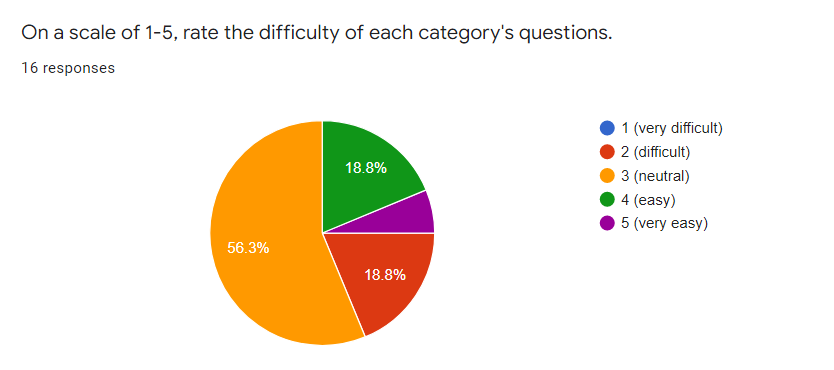 On a scale of 1-5, rate the difficulty of each category's questions.
16 responses
18.8%
56.3%
18.8%
1 (very difficult)
2 (difficult)
3 (neutral)
4 (easy)
5 (very easy)